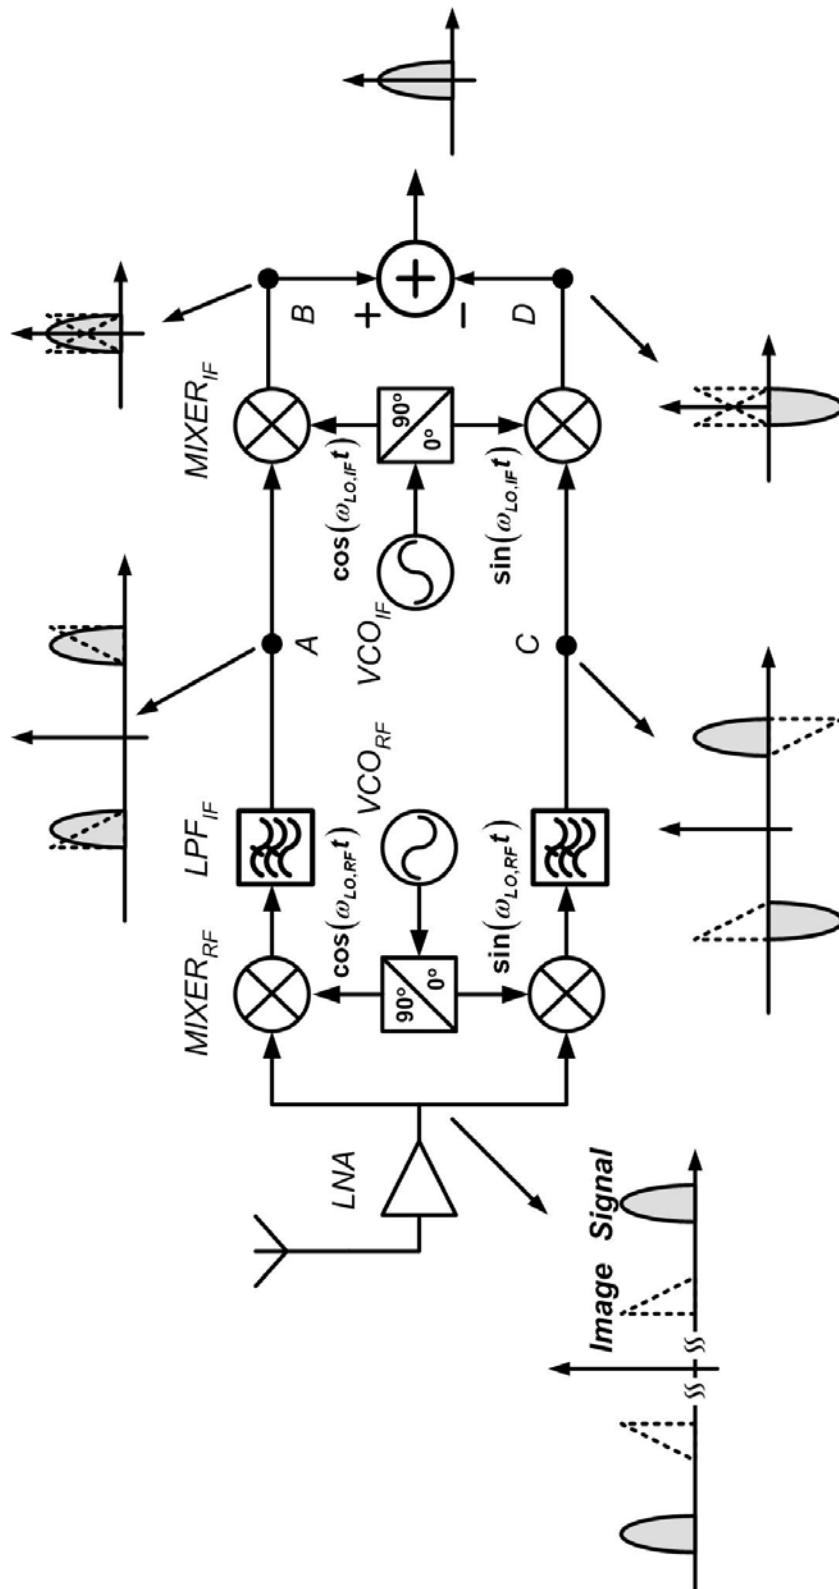 LNA
Image Signal
MIXER_RF
LPF_IF
A
MIXER_IF
B
cos(ω_LO,RF t)
90°
0°
sin(ω_LO,RF t)
VCO_RF
VCO_IF
cos(ω_LO,IF t)
90°
0°
sin(ω_LO,IF t)
C
D
+
−
+